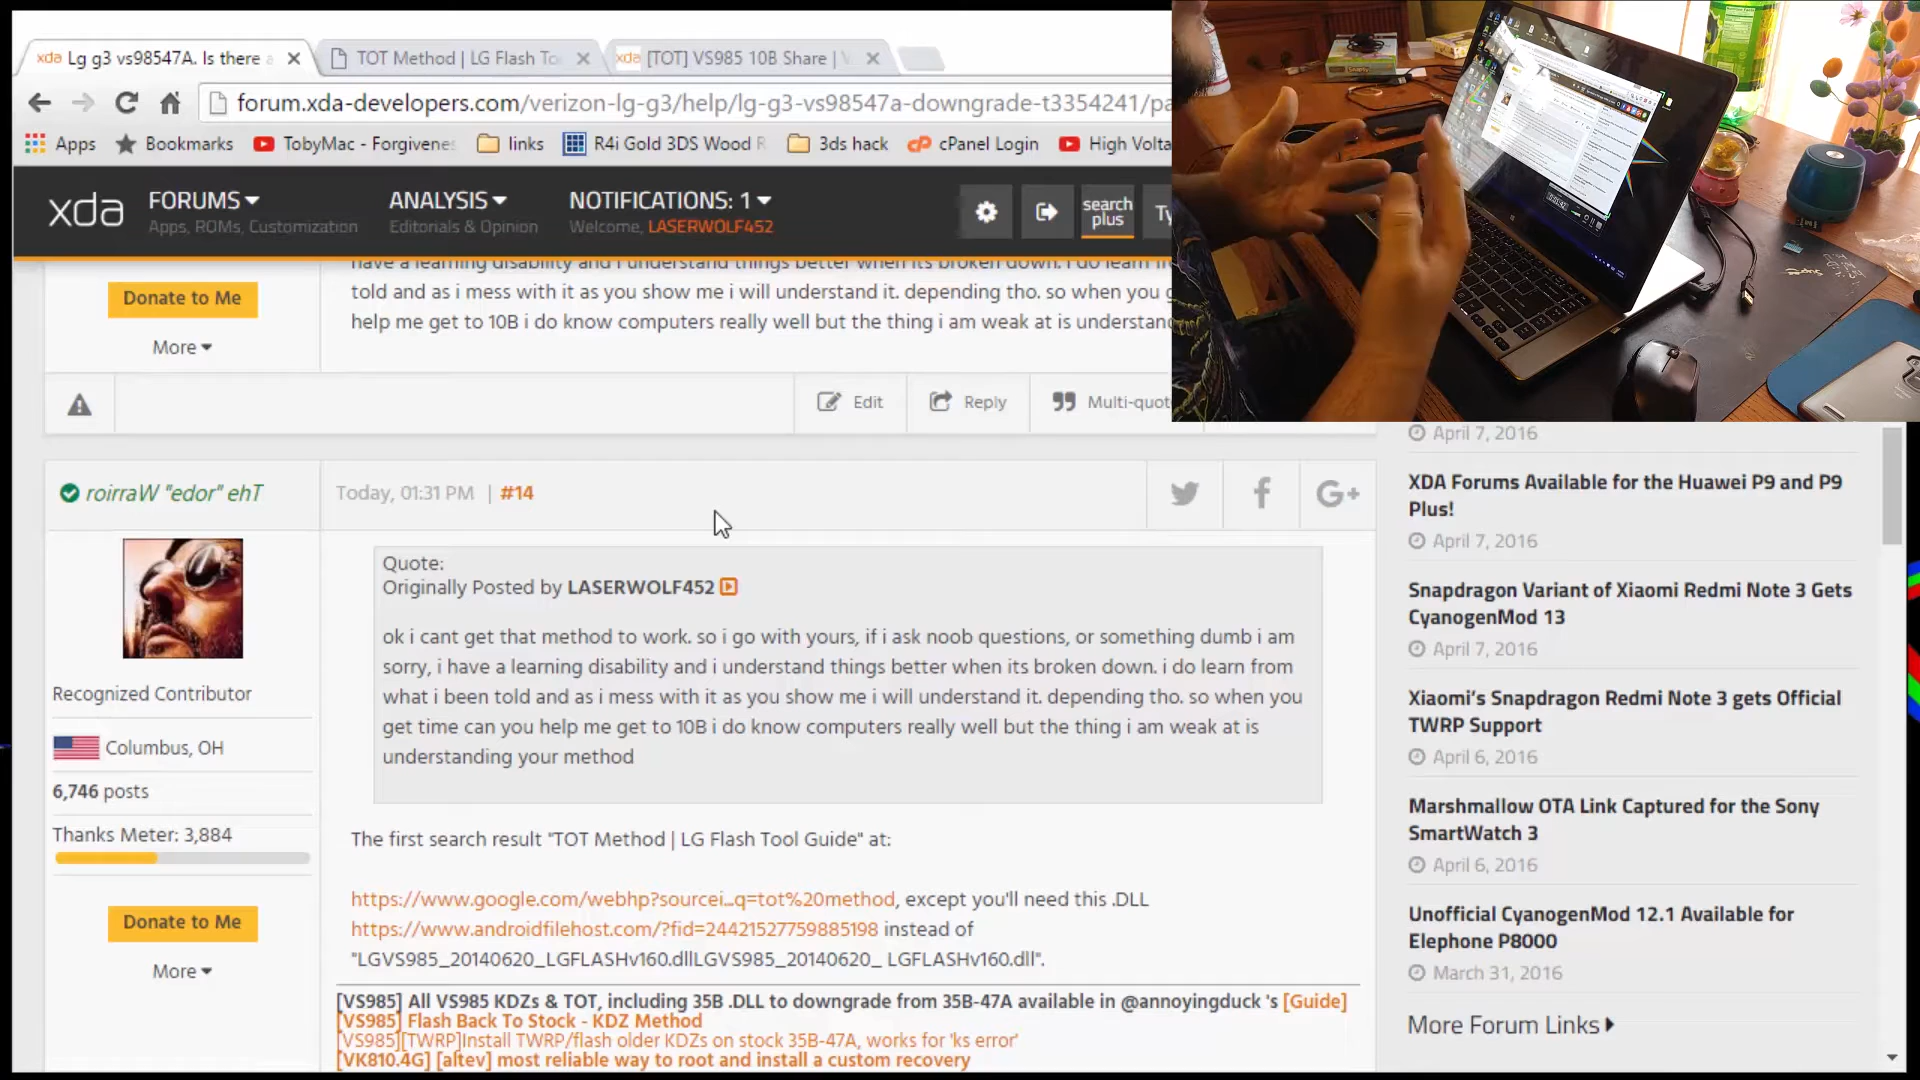 xda Lg g3 vs98547A. Is there a
TOT Method | LG Flash To
xda [TOT] VS985 10B Share | V
forum.xda-developers.com/verizon-lg-g3/help/lg-g3-vs98547a-downgrade-t3354241/pa
Apps
Bookmarks
TobyMac - Forgivenes
links
R4i Gold 3DS Wood R
3ds hack
cP cPanel Login
High Volta
xda
FORUMS
Apps, ROMs, Customization
ANALYSIS
Editorials & Opinion
NOTIFICATIONS: 1
Welcome, LASERWOLF452
search plus
Ty
Donate to Me
More
have a learning disability and i understand things better when its broken down. i do learn fr
told and as i mess with it as you show me i will understand it. depending tho. so when you g
help me get to 10B i do know computers really well but the thing i am weak at is understanc
Edit
Reply
Multi-quot
roirraW "edor" ehT
Today, 01:31 PM | #14
G+
Recognized Contributor
Columbus, OH
6,746 posts
Thanks Meter: 3,884
Donate to Me
More
Quote:
Originally Posted by LASERWOLF452
ok i cant get that method to work. so i go with yours, if i ask noob questions, or something dumb i am
sorry, i have a learning disability and i understand things better when its broken down. i do learn from
what i been told and as i mess with it as you show me i will understand it. depending tho. so when you
get time can you help me get to 10B i do know computers really well but the thing i am weak at is
understanding your method
The first search result "TOT Method | LG Flash Tool Guide" at:
https://www.google.com/webhp?sourcei...q=tot%20method, except you'll need this .DLL
https://www.androidfilehost.com/?fid=24421527759885198 instead of
"LGVS985_20140620_LGFLASHv160.dllLGVS985_20140620_ LGFLASHv160.dll".
[VS985] All VS985 KDZs & TOT, including 35B .DLL to downgrade from 35B-47A available in @annoyingduck 's [Guide]
[VS985] Flash Back To Stock - KDZ Method
[VS985][TWRP]Install TWRP/flash older KDZs on stock 35B-47A, works for 'ks error'
[VK810.4G] [altev] most reliable way to root and install a custom recovery
April 7, 2016
XDA Forums Available for the Huawei P9 and P9
Plus!
April 7, 2016
Snapdragon Variant of Xiaomi Redmi Note 3 Gets
CyanogenMod 13
April 7, 2016
Xiaomi's Snapdragon Redmi Note 3 gets Official
TWRP Support
April 6, 2016
Marshmallow OTA Link Captured for the Sony
SmartWatch 3
April 6, 2016
Unofficial CyanogenMod 12.1 Available for
Elephone P8000
March 31, 2016
More Forum Links